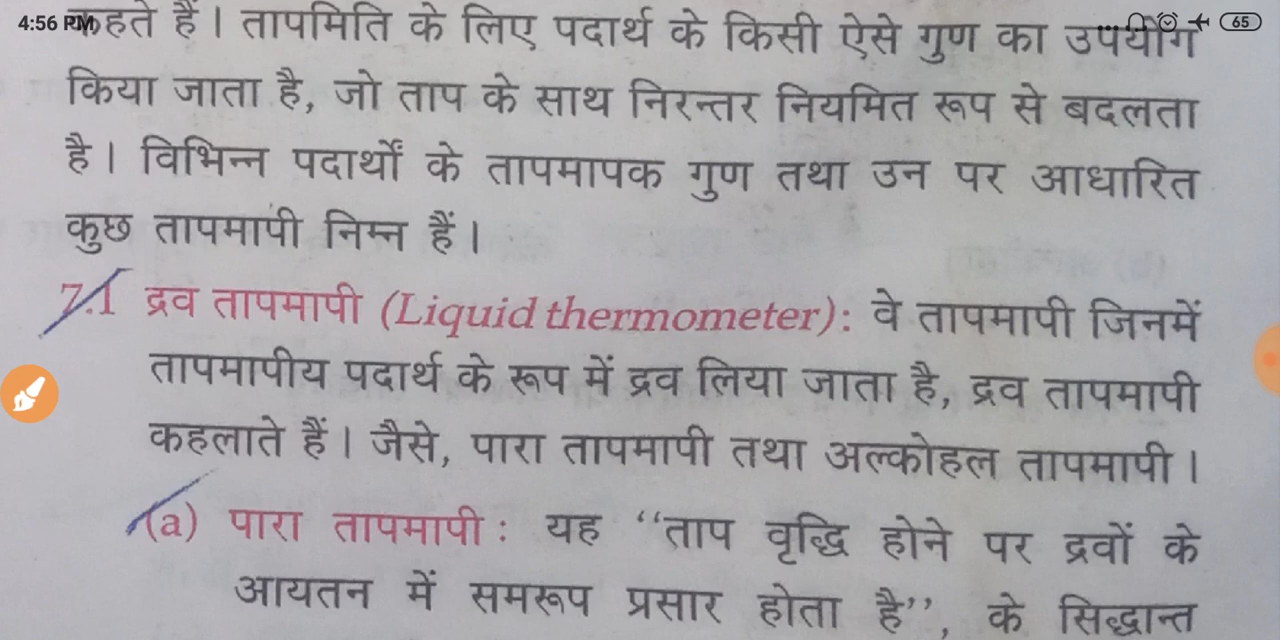 4:56 PM
65
कहते हैं। तापमिति के लिए पदार्थ के किसी ऐसे गुण का उपयोग
किया जाता है, जो ताप के साथ निरन्तर नियमित रूप से बदलता
है। विभिन्न पदार्थों के तापमापक गुण तथा उन पर आधारित
कुछ तापमापी निम्न हैं।
7.1 द्रव तापमापी (Liquid thermometer): वे तापमापी जिनमें
तापमापीय पदार्थ के रूप में द्रव लिया जाता है, द्रव तापमापी
कहलाते हैं। जैसे, पारा तापमापी तथा अल्कोहल तापमापी।
(a) पारा तापमापी: यह “ताप वृद्धि होने पर द्रवों के
आयतन में समरूप प्रसार होता है”, के सिद्धान्त